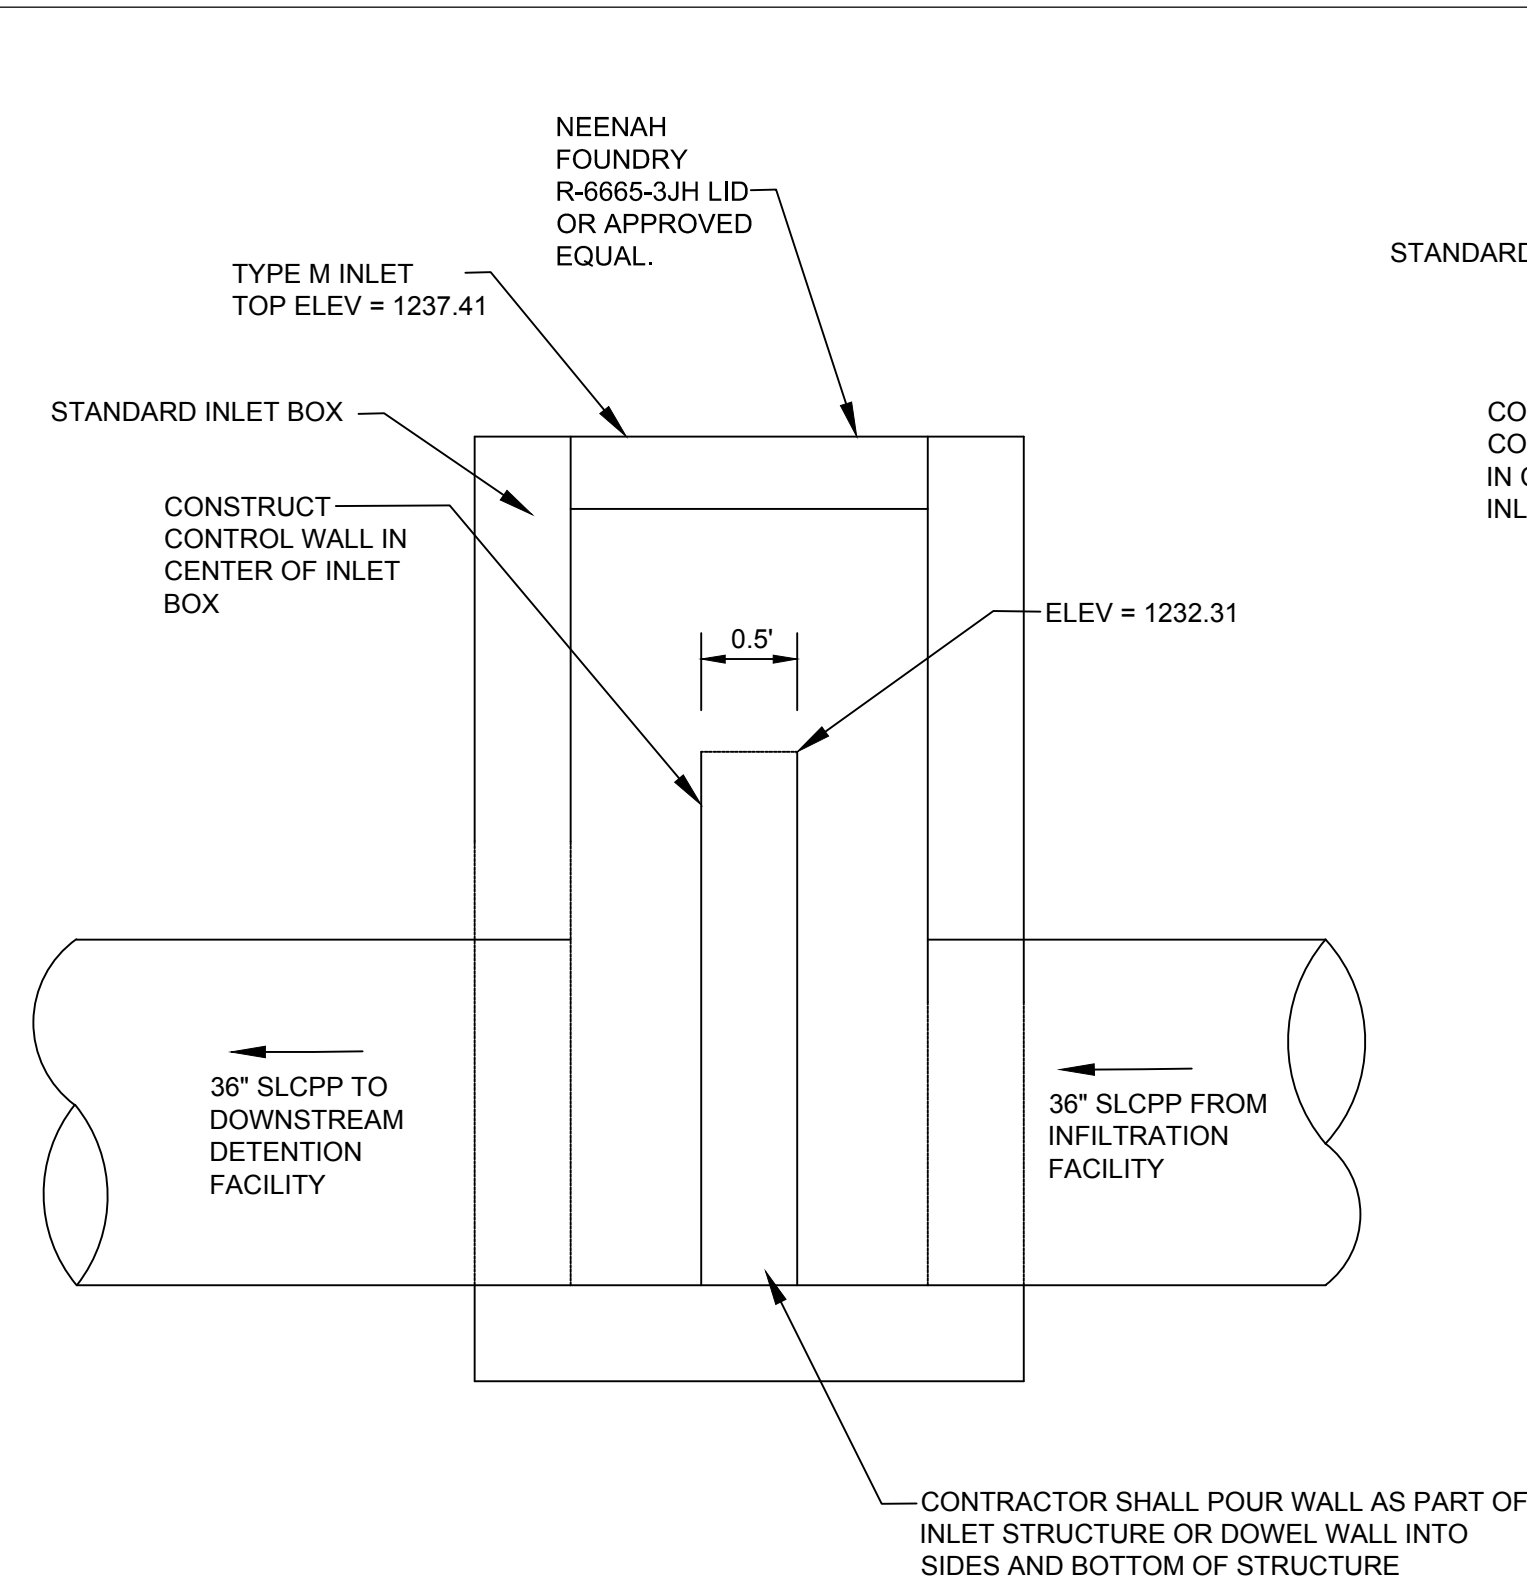 NEENAH
FOUNDRY
R-6665-3JH LID
OR APPROVED
EQUAL.
TYPE M INLET
TOP ELEV = 1237.41
STANDARD
STANDARD INLET BOX
CONSTRUCT
CONTROL WALL IN
CENTER OF INLET
BOX
CO
CO
IN
INL
0.5'
ELEV = 1232.31
36" SLCPP TO
DOWNSTREAM
DETENTION
FACILITY
36" SLCPP FROM
INFILTRATION
FACILITY
CONTRACTOR SHALL POUR WALL AS PART OF
INLET STRUCTURE OR DOWEL WALL INTO
SIDES AND BOTTOM OF STRUCTURE